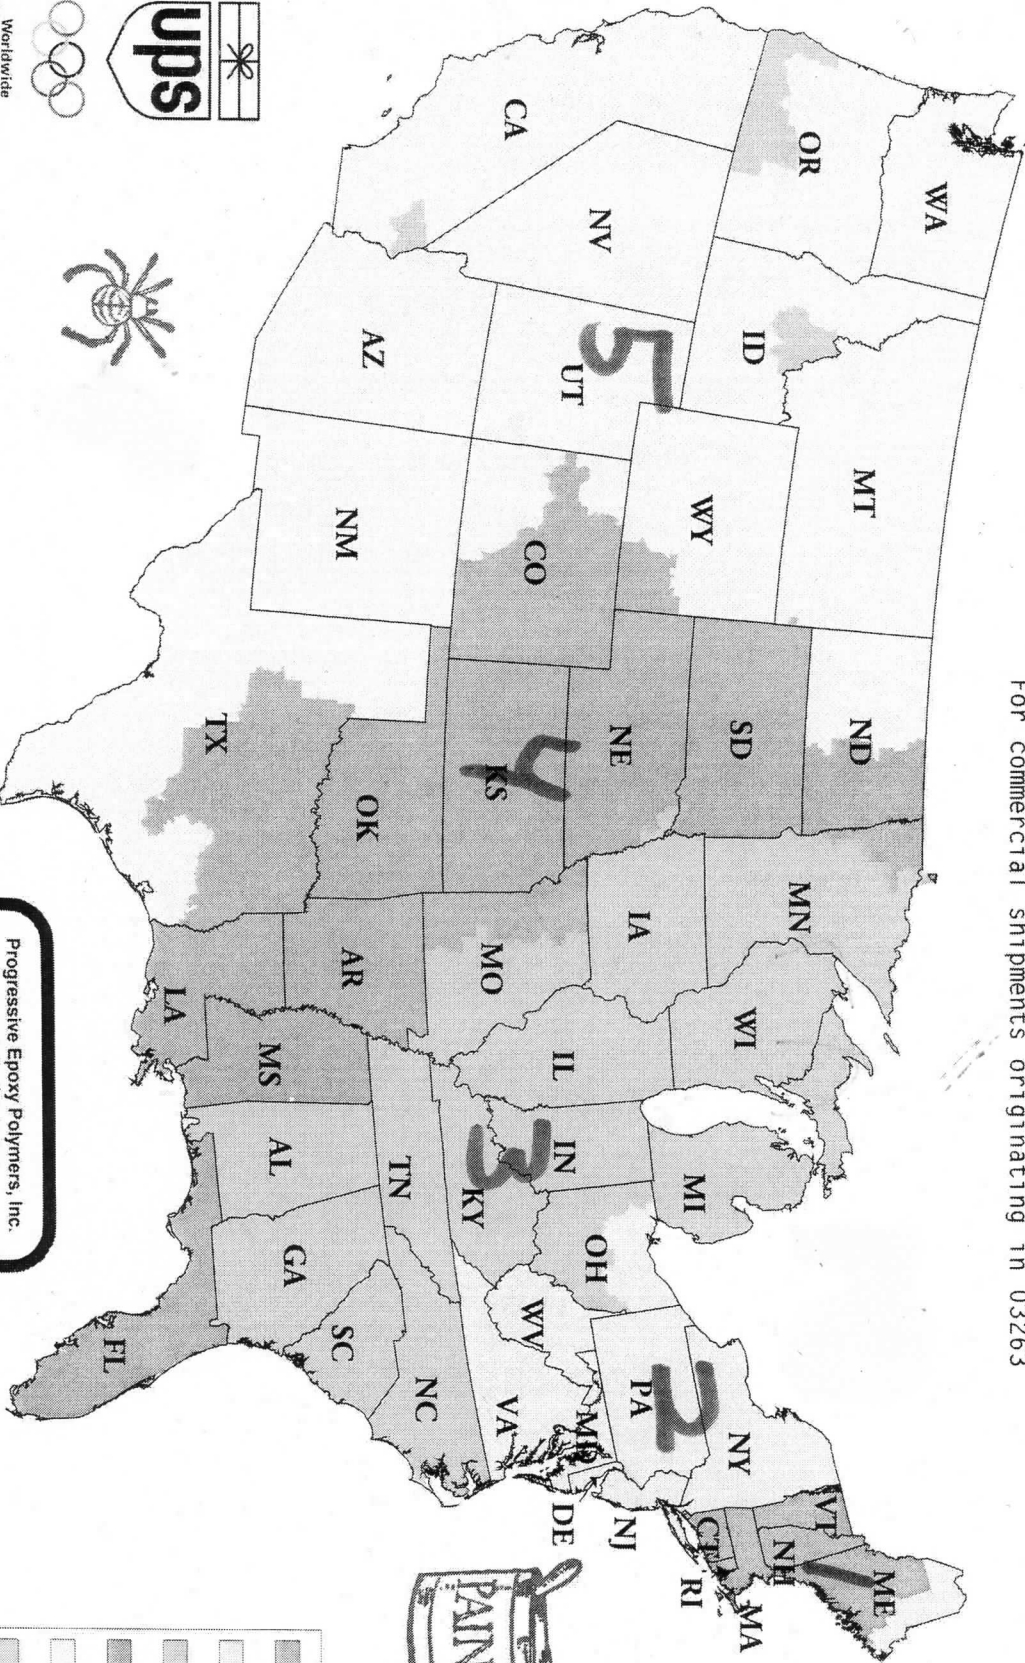 For commercial shipments originating in 03263
WA
MT
ND
MN
OR
ID
WY
SD
WI
MI
NY
VT
NH
ME
MA
RI
CT
NV
UT
CO
NE
IA
IL
IN
OH
PA
NJ
DE
MD
CA
AZ
NM
KS
MO
KY
WV
VA
OK
AR
TN
NC
TX
LA
MS
AL
GA
SC
FL
5
4
3
2
1
ups
Worldwide
Progressive Epoxy Polymers, Inc.
PAIN